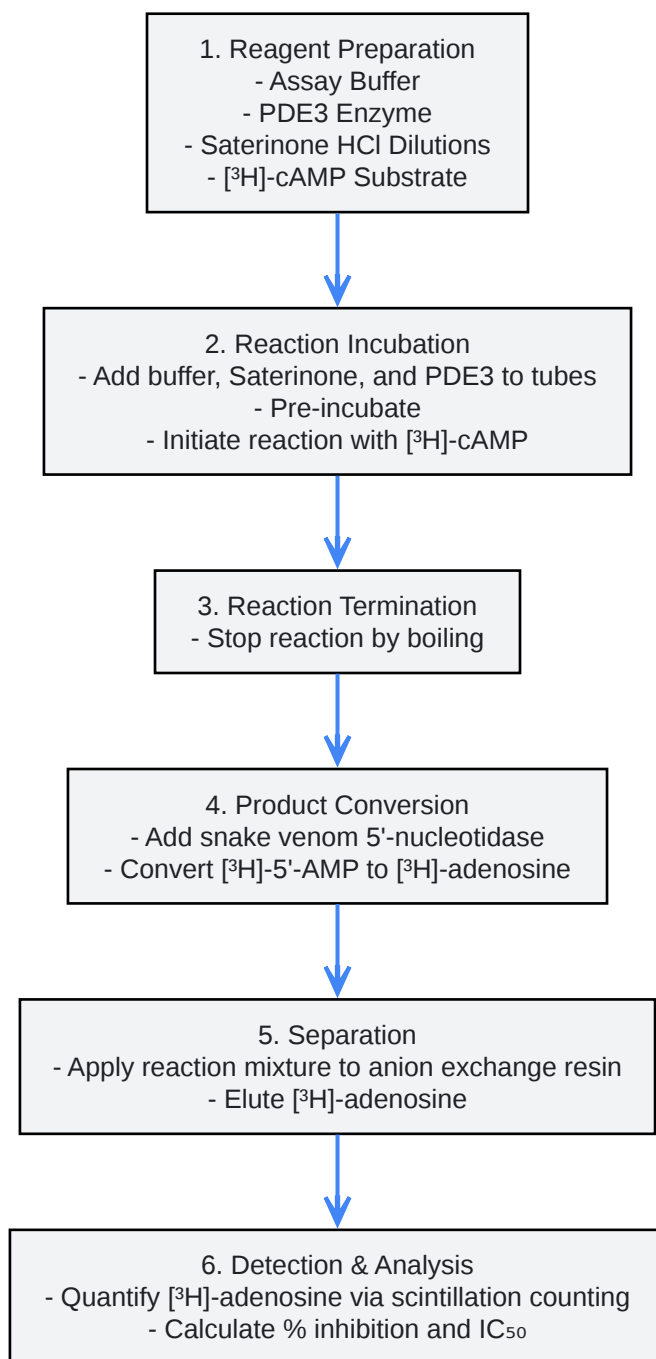 1. Reagent Preparation
- Assay Buffer
- PDE3 Enzyme
- Saterinone HCl Dilutions
- [³H]-cAMP Substrate
2. Reaction Incubation
- Add buffer, Saterinone, and PDE3 to tubes
- Pre-incubate
- Initiate reaction with [³H]-cAMP
3. Reaction Termination
- Stop reaction by boiling
4. Product Conversion
- Add snake venom 5'-nucleotidase
- Convert [³H]-5'-AMP to [³H]-adenosine
5. Separation
- Apply reaction mixture to anion exchange resin
- Elute [³H]-adenosine
6. Detection & Analysis
- Quantify [³H]-adenosine via scintillation counting
- Calculate % inhibition and IC₅₀